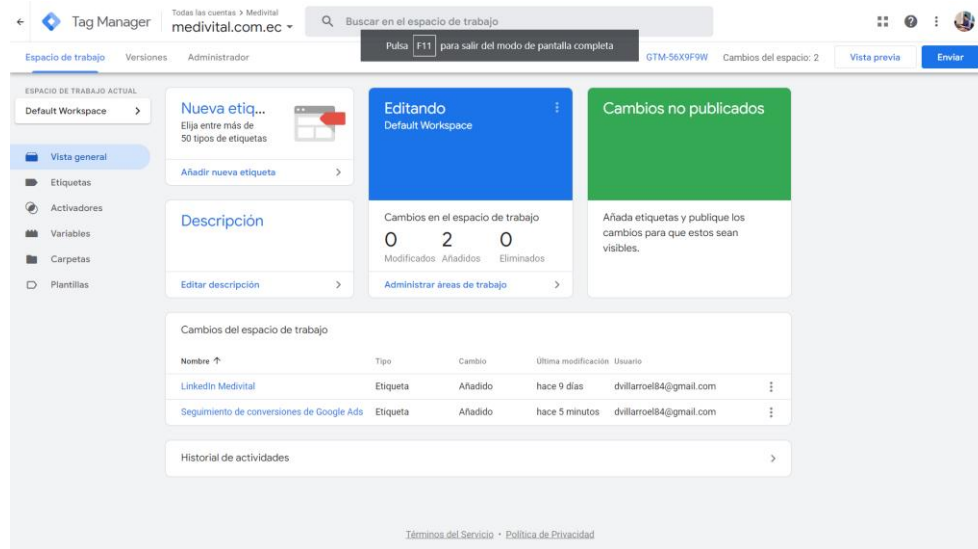 Tag Manager
Todas las cuentas > Medivital
medivital.com.ec
Buscar en el espacio de trabajo
Pulsa F11 para salir del modo de pantalla completa
Espacio de trabajo Versiones Administrador
GTM-56X9F9W Cambios del espacio: 2 Vista previa Enviar
ESPACIO DE TRABAJO ACTUAL
Default Workspace
Vista general
Etiquetas
Activadores
Variables
Carpetas
Plantillas
Nueva etiq...
Elija entre más de
50 tipos de etiquetas
Añadir nueva etiqueta
Descripción
Editar descripción
Editando
Default Workspace
Cambios en el espacio de trabajo
0 2 0
Modificados Añadidos Eliminados
Administrar áreas de trabajo
Cambios no publicados
Añada etiquetas y publique los
cambios para que estos sean
visibles.
Cambios del espacio de trabajo
Nombre Tipo Cambio Última modificación Usuario
LinkedIn Medivital Etiqueta Añadido hace 9 días dvillarroel84@gmail.com
Seguimiento de conversiones de Google Ads Etiqueta Añadido hace 5 minutos dvillarroel84@gmail.com
Historial de actividades
Términos del Servicio · Política de Privacidad